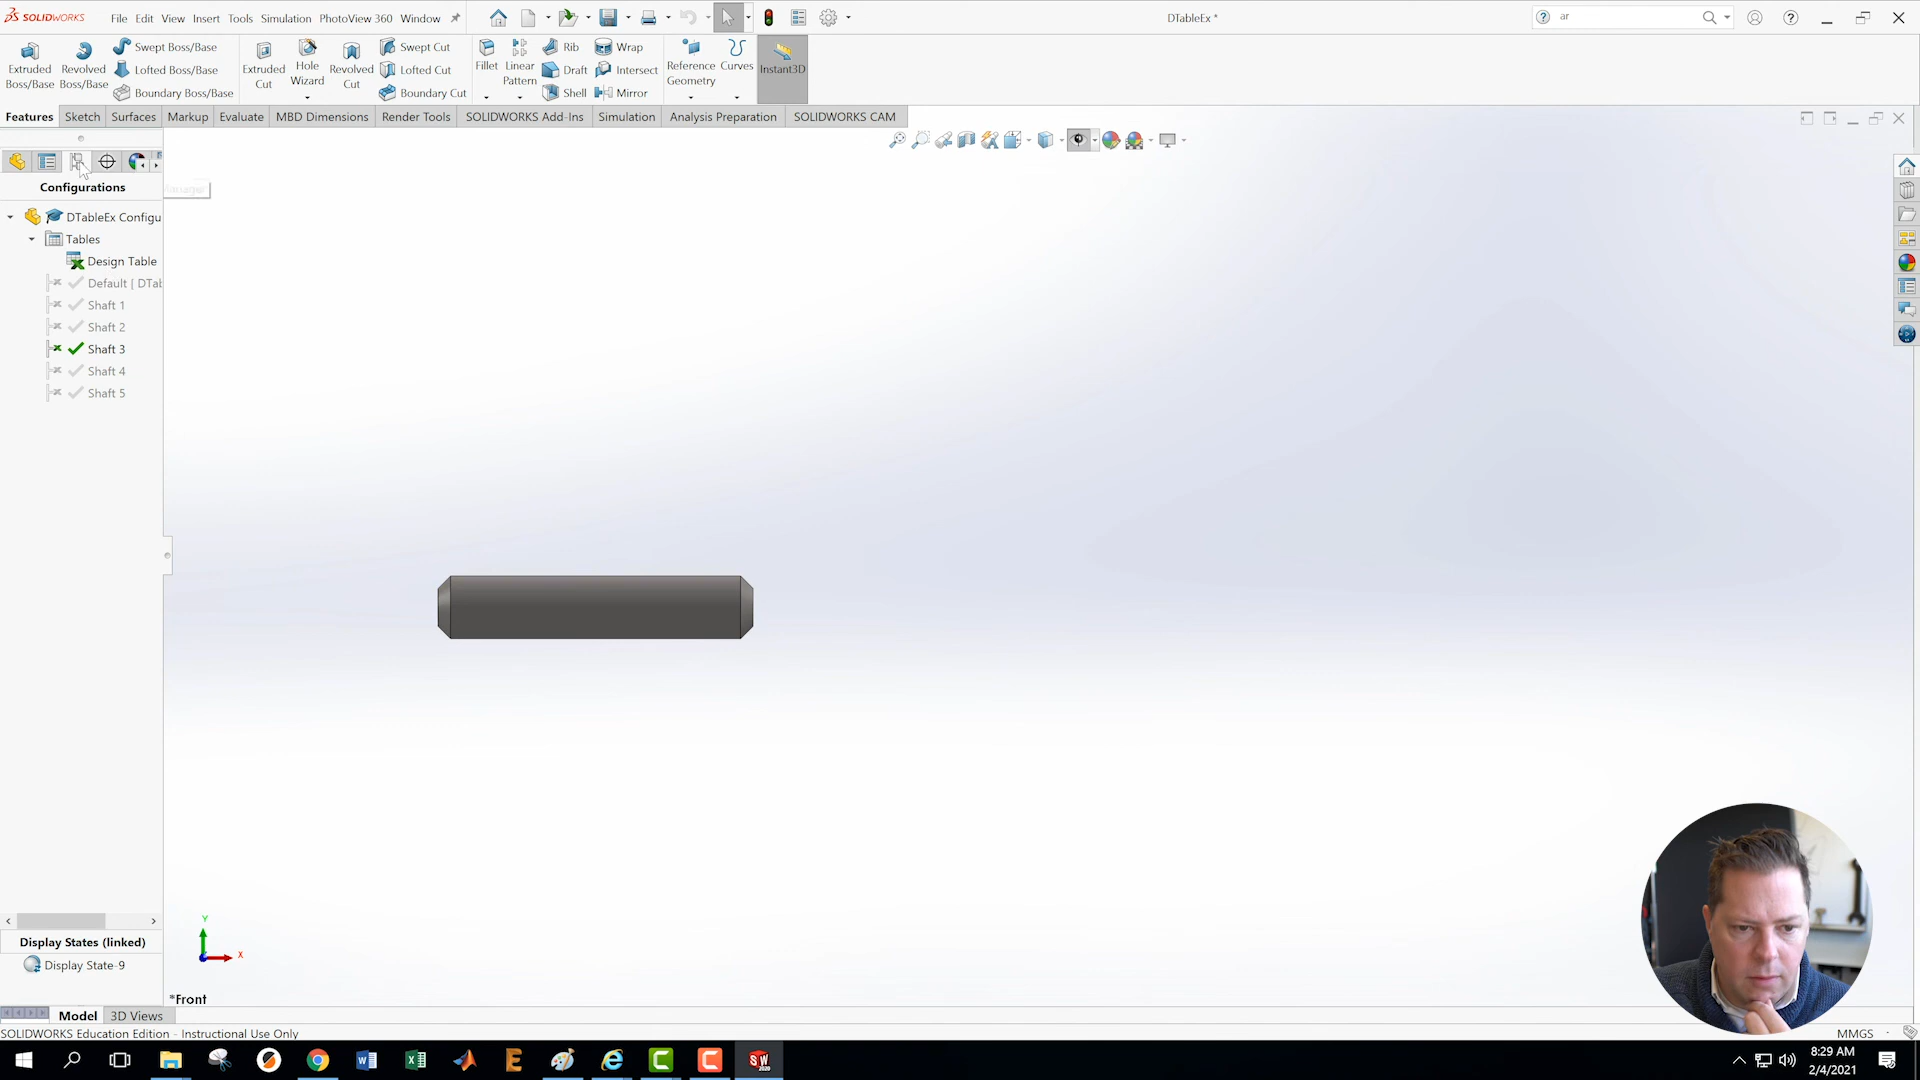 SOLIDWORKS File Edit View Insert Tools Simulation PhotoView 360 Window DTableEx * ar
Extruded Boss/Base
Revolved Boss/Base
Swept Boss/Base
Lofted Boss/Base
Boundary Boss/Base
Extruded Cut
Hole Wizard
Revolved Cut
Swept Cut
Lofted Cut
Boundary Cut
Fillet
Linear Pattern
Rib
Draft
Shell
Wrap
Intersect
Mirror
Reference Geometry
Curves
Instant3D
Features Sketch Surfaces Markup Evaluate MBD Dimensions Render Tools SOLIDWORKS Add-Ins Simulation Analysis Preparation SOLIDWORKS CAM
Configurations
DTableEx Configu
Tables
Design Table
Default [ DTab
Shaft 1
Shaft 2
Shaft 3
Shaft 4
Shaft 5
Y
X
Display States (linked)
Display State-9
*Front
Model 3D Views
SOLIDWORKS Education Edition - Instructional Use Only MMGS
8:29 AM
2/4/2021